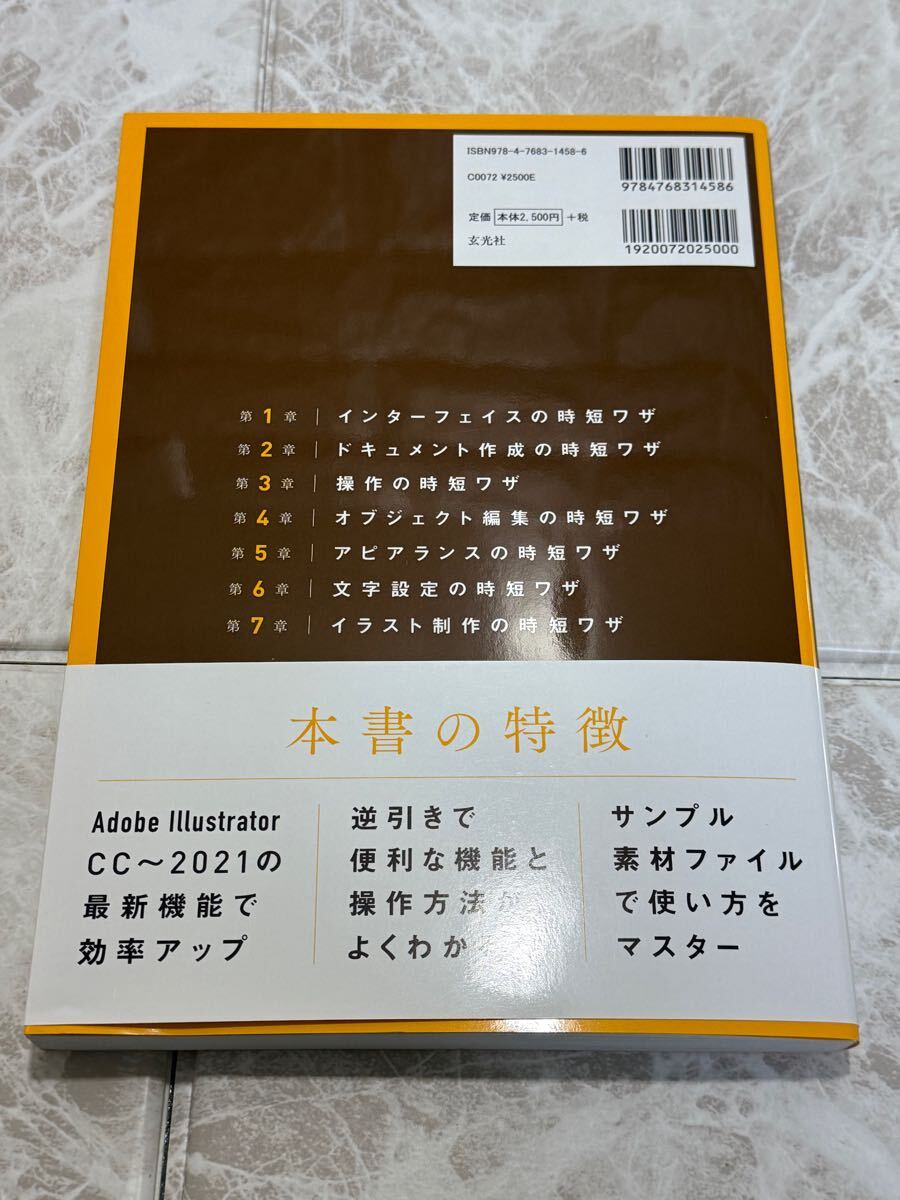 ISBN978-4-7683-1458-6
C0072 ¥2500E
定価 本体2,500円 +税
玄光社
9784768314586
1920072025000
第1章 インターフェイスの時短ワザ
第2章 ドキュメント作成の時短ワザ
第3章 操作の時短ワザ
第4章 オブジェクト編集の時短ワザ
第5章 アピアランスの時短ワザ
第6章 文字設定の時短ワザ
第7章 イラスト制作の時短ワザ
本書の特徴
Adobe Illustrator
CC〜2021の
最新機能で
効率アップ
逆引きで
便利な機能と
操作方法が
よくわかる
サンプル
素材ファイル
で使い方を
マスター